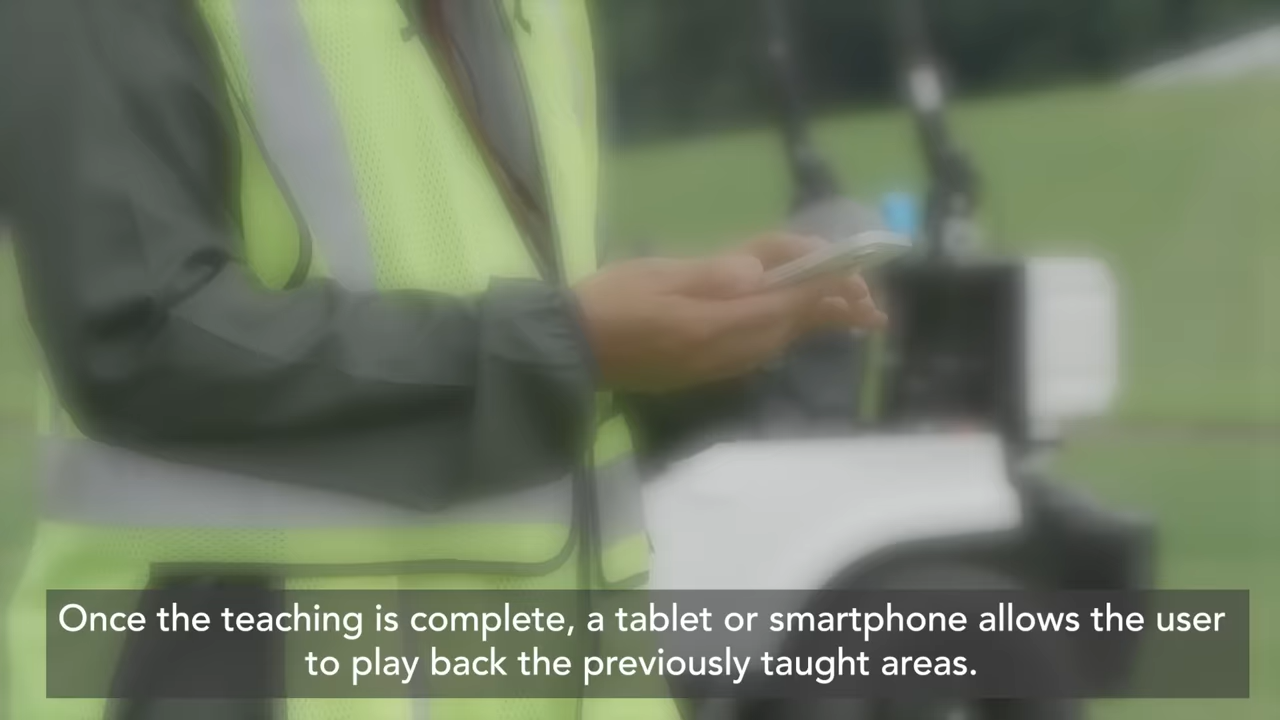 Once the teaching is complete, a tablet or smartphone allows the user
to play back the previously taught areas.